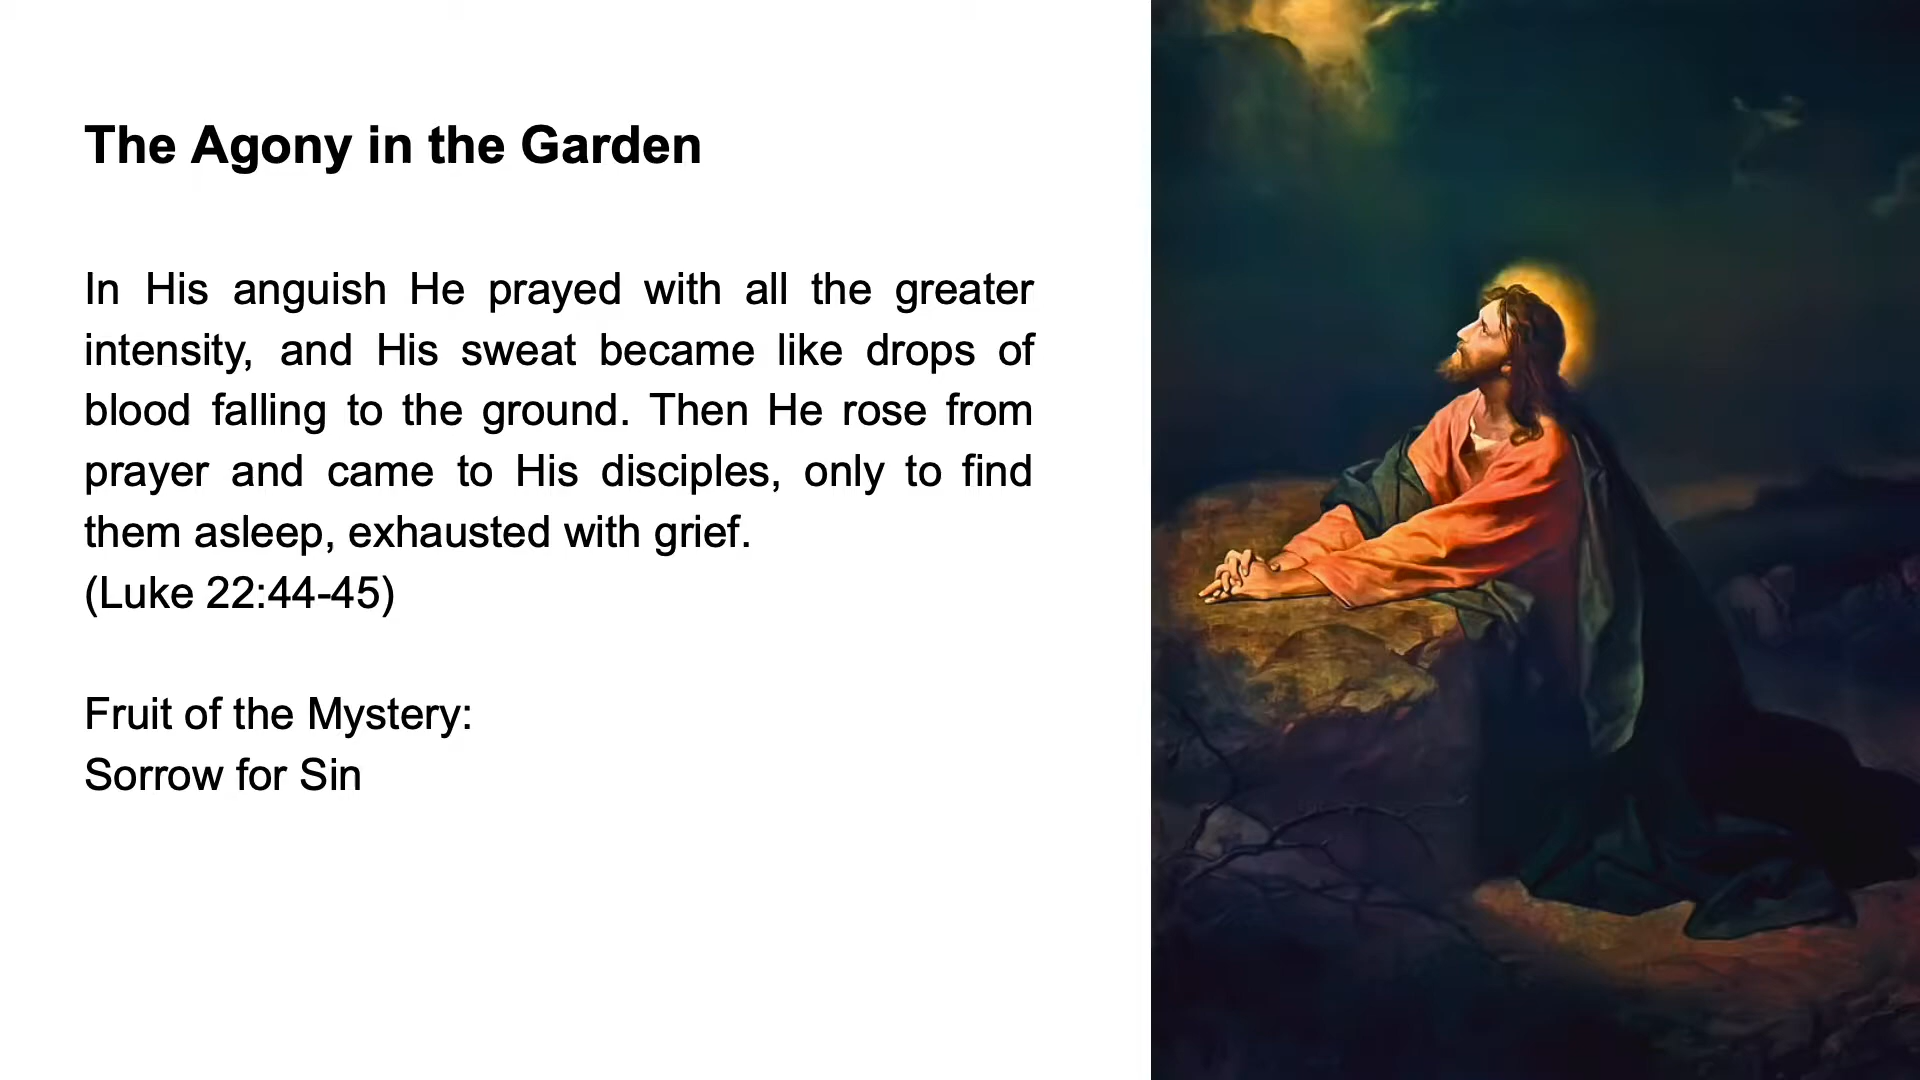 The Agony in the Garden
In His anguish He prayed with all the greater
intensity, and His sweat became like drops of
blood falling to the ground. Then He rose from
prayer and came to His disciples, only to find
them asleep, exhausted with grief.
(Luke 22:44-45)
Fruit of the Mystery:
Sorrow for Sin